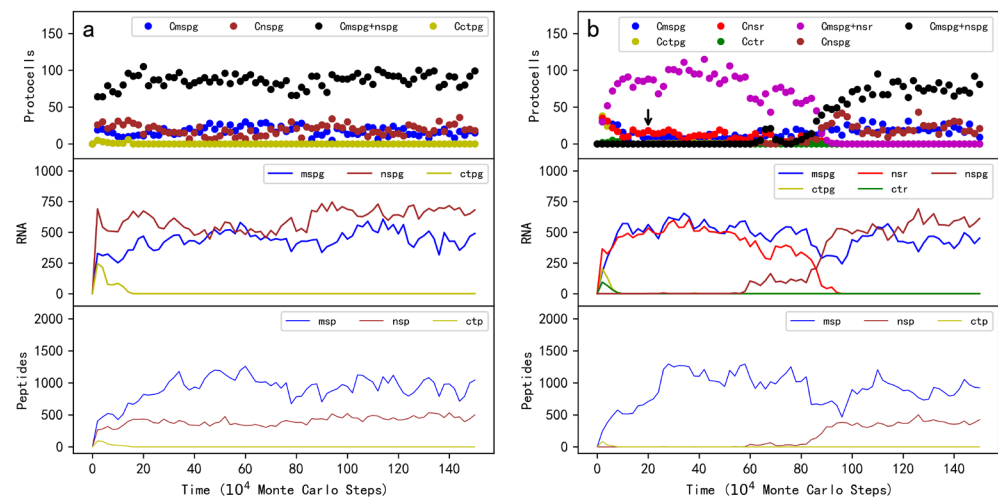 a
Cmspg Cnspg Cmspg+nspg Cctpg
Protocells
150
100
50
0
mspg nspg ctpg
RNA
1000
750
500
250
0
msp nsp ctp
Peptides
2000
1500
1000
500
0
0 20 40 60 80 100 120 140
Time (10⁴ Monte Carlo Steps)
b
Cmspg Cnsr Cmspg+nsr Cmspg+nspg
Cctpg Cctr Cnspg
Protocells
150
100
50
0
mspg nsr nspg
ctpg ctr
RNA
1000
750
500
250
0
msp nsp ctp
Peptides
2000
1500
1000
500
0
0 20 40 60 80 100 120 140
Time (10⁴ Monte Carlo Steps)